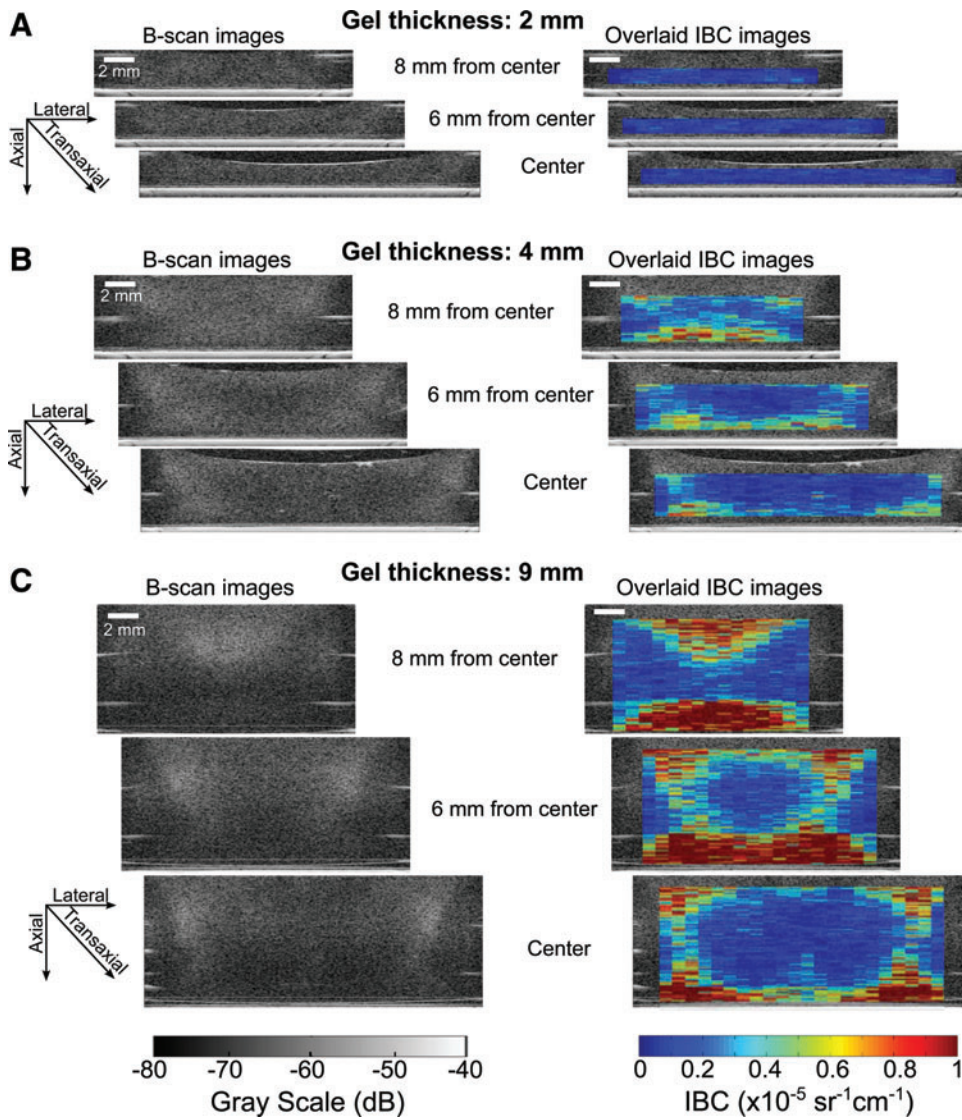 A
Gel thickness: 2 mm
B-scan images
Overlaid IBC images
2 mm
8 mm from center
Lateral
6 mm from center
Axial
Transaxial
Center
B
Gel thickness: 4 mm
B-scan images
Overlaid IBC images
2 mm
8 mm from center
6 mm from center
Lateral
Axial
Transaxial
Center
C
Gel thickness: 9 mm
B-scan images
Overlaid IBC images
2 mm
8 mm from center
6 mm from center
Lateral
Axial
Transaxial
Center
-80 -70 -60 -50 -40
Gray Scale (dB)
0 0.2 0.4 0.6 0.8 1
IBC (x10⁻⁵ sr⁻¹cm⁻¹)